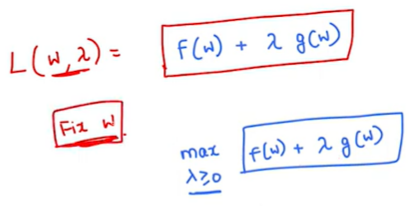 L(w, λ) = f(w) + λ g(w)
Fix w.
max f(w) + λ g(w)
λ≥0